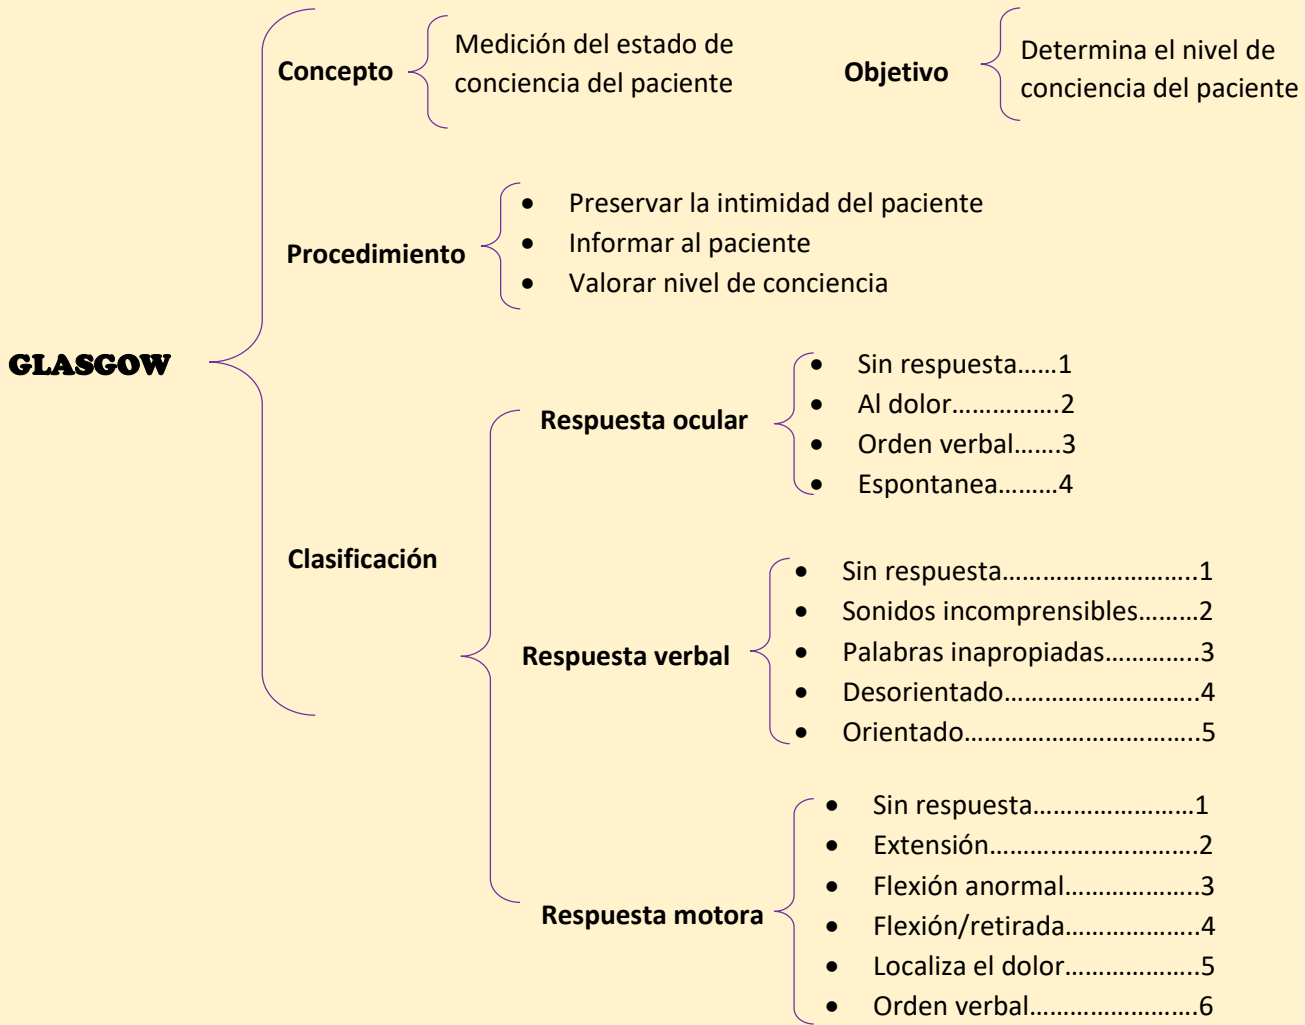 Concepto
Medición del estado de
conciencia del paciente
Objetivo
Determina el nivel de
conciencia del paciente
Procedimiento
• Preservar la intimidad del paciente
• Informar al paciente
• Valorar nivel de conciencia
GLASGOW
Clasificación
Respuesta ocular
• Sin respuesta……1
• Al dolor…………….2
• Orden verbal…….3
• Espontanea………4
Respuesta verbal
• Sin respuesta………………………..1
• Sonidos incomprensibles………2
• Palabras inapropiadas………….3
• Desorientado……………………….4
• Orientado……………………………..5
Respuesta motora
• Sin respuesta……………………1
• Extensión……………………….2
• Flexión anormal…………….3
• Flexión/retirada…………….4
• Localiza el dolor…………….5
• Orden verbal………………….6